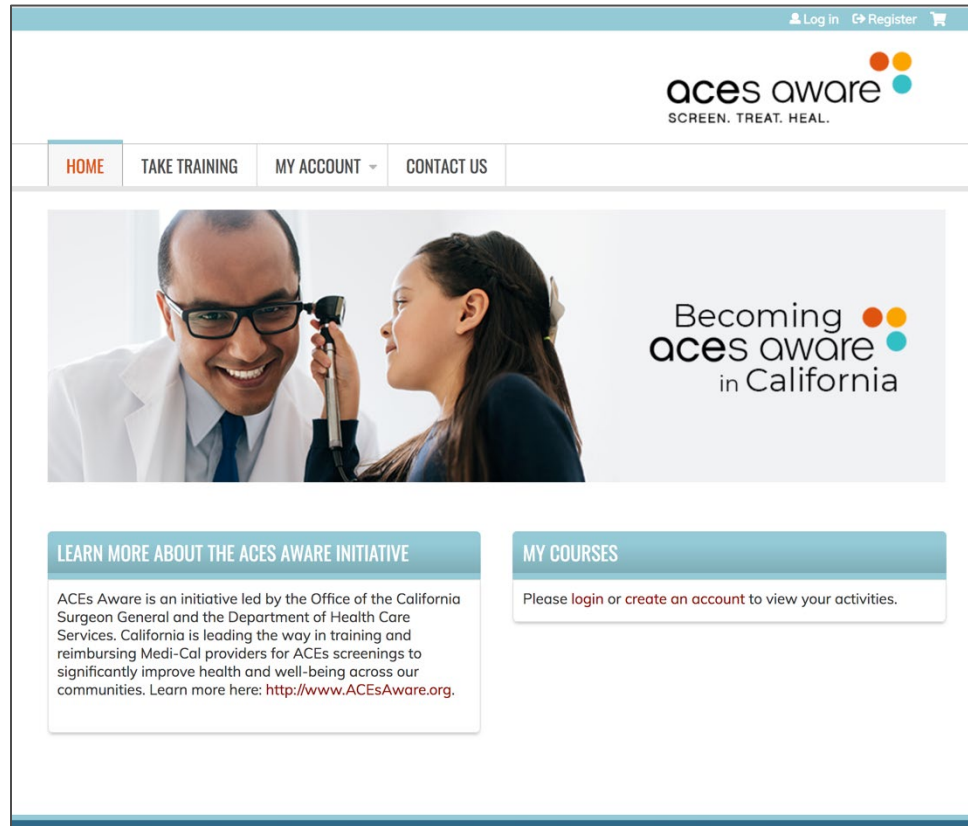 Log in Register
aces aware
SCREEN. TREAT. HEAL.
HOME TAKE TRAINING MY ACCOUNT CONTACT US
Becoming
aces aware
in California
LEARN MORE ABOUT THE ACES AWARE INITIATIVE
ACEs Aware is an initiative led by the Office of the California
Surgeon General and the Department of Health Care
Services. California is leading the way in training and
reimbursing Medi-Cal providers for ACEs screenings to
significantly improve health and well-being across our
communities. Learn more here: http://www.ACEsAware.org.
MY COURSES
Please login or create an account to view your activities.